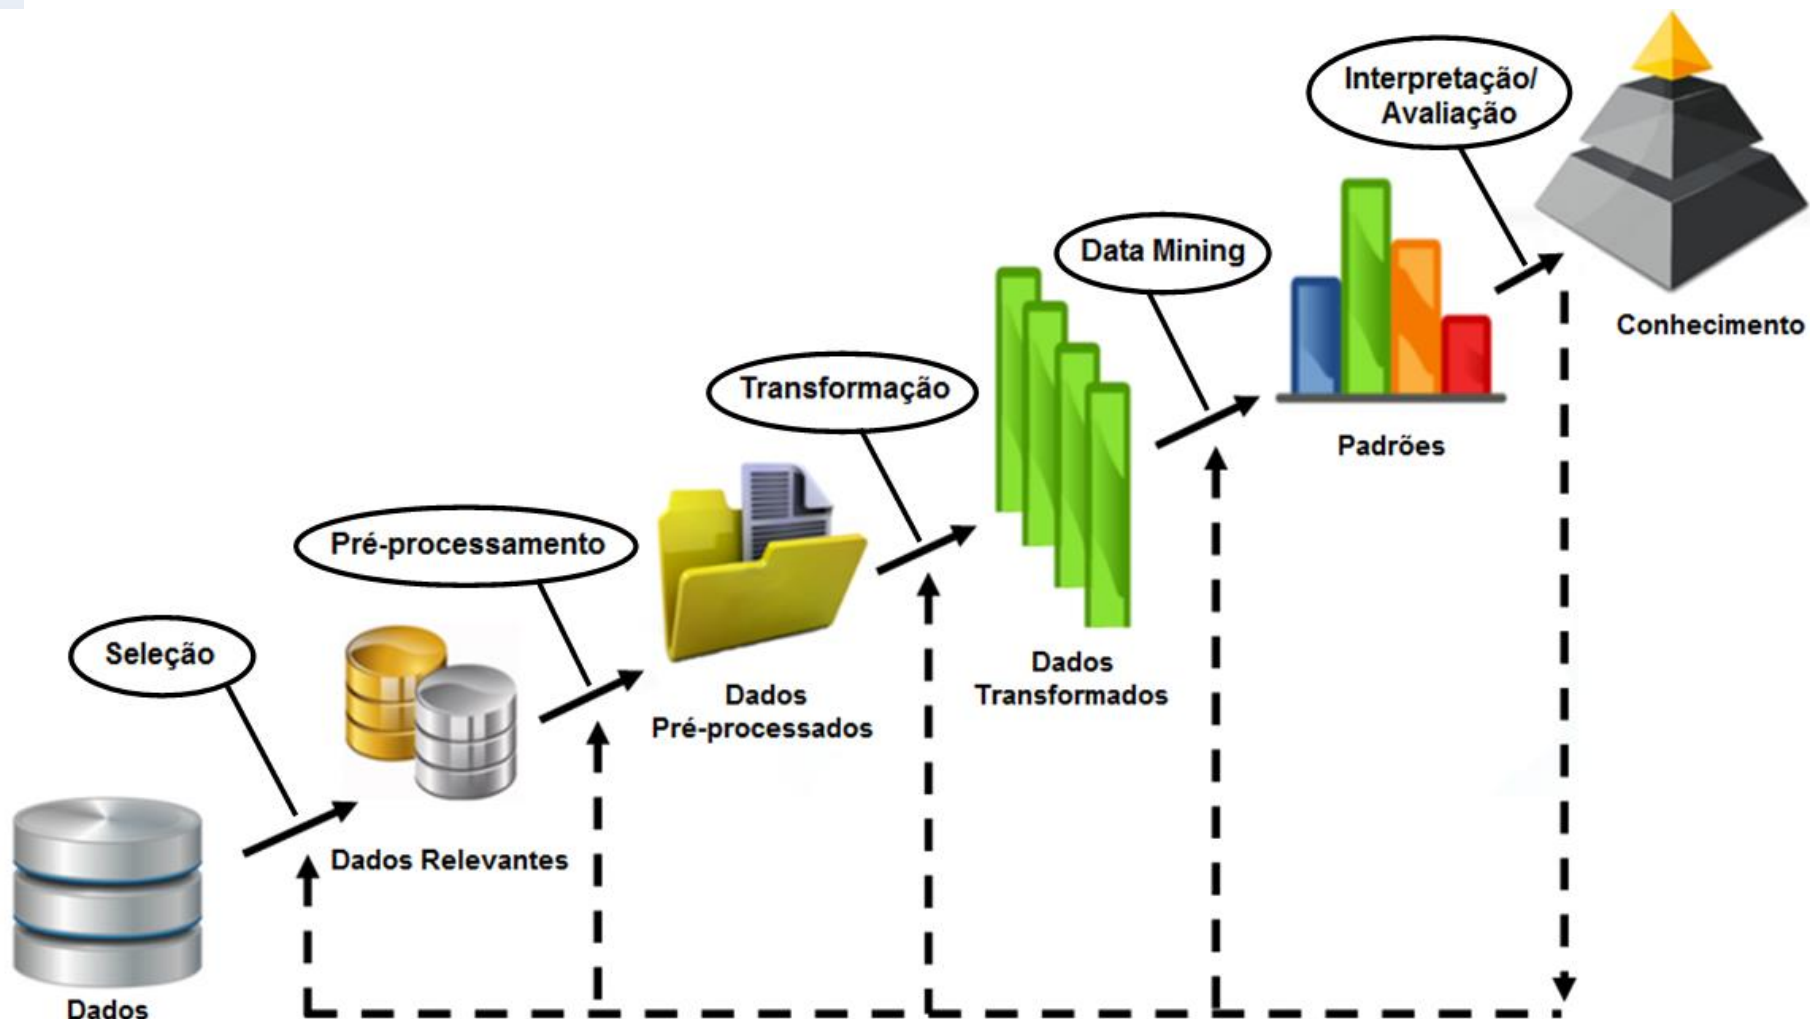 Interpretação/
Avaliação
Conhecimento
Data Mining
Padrões
Transformação
Dados
Transformados
Pré-processamento
Dados
Pré-processados
Seleção
Dados Relevantes
Dados